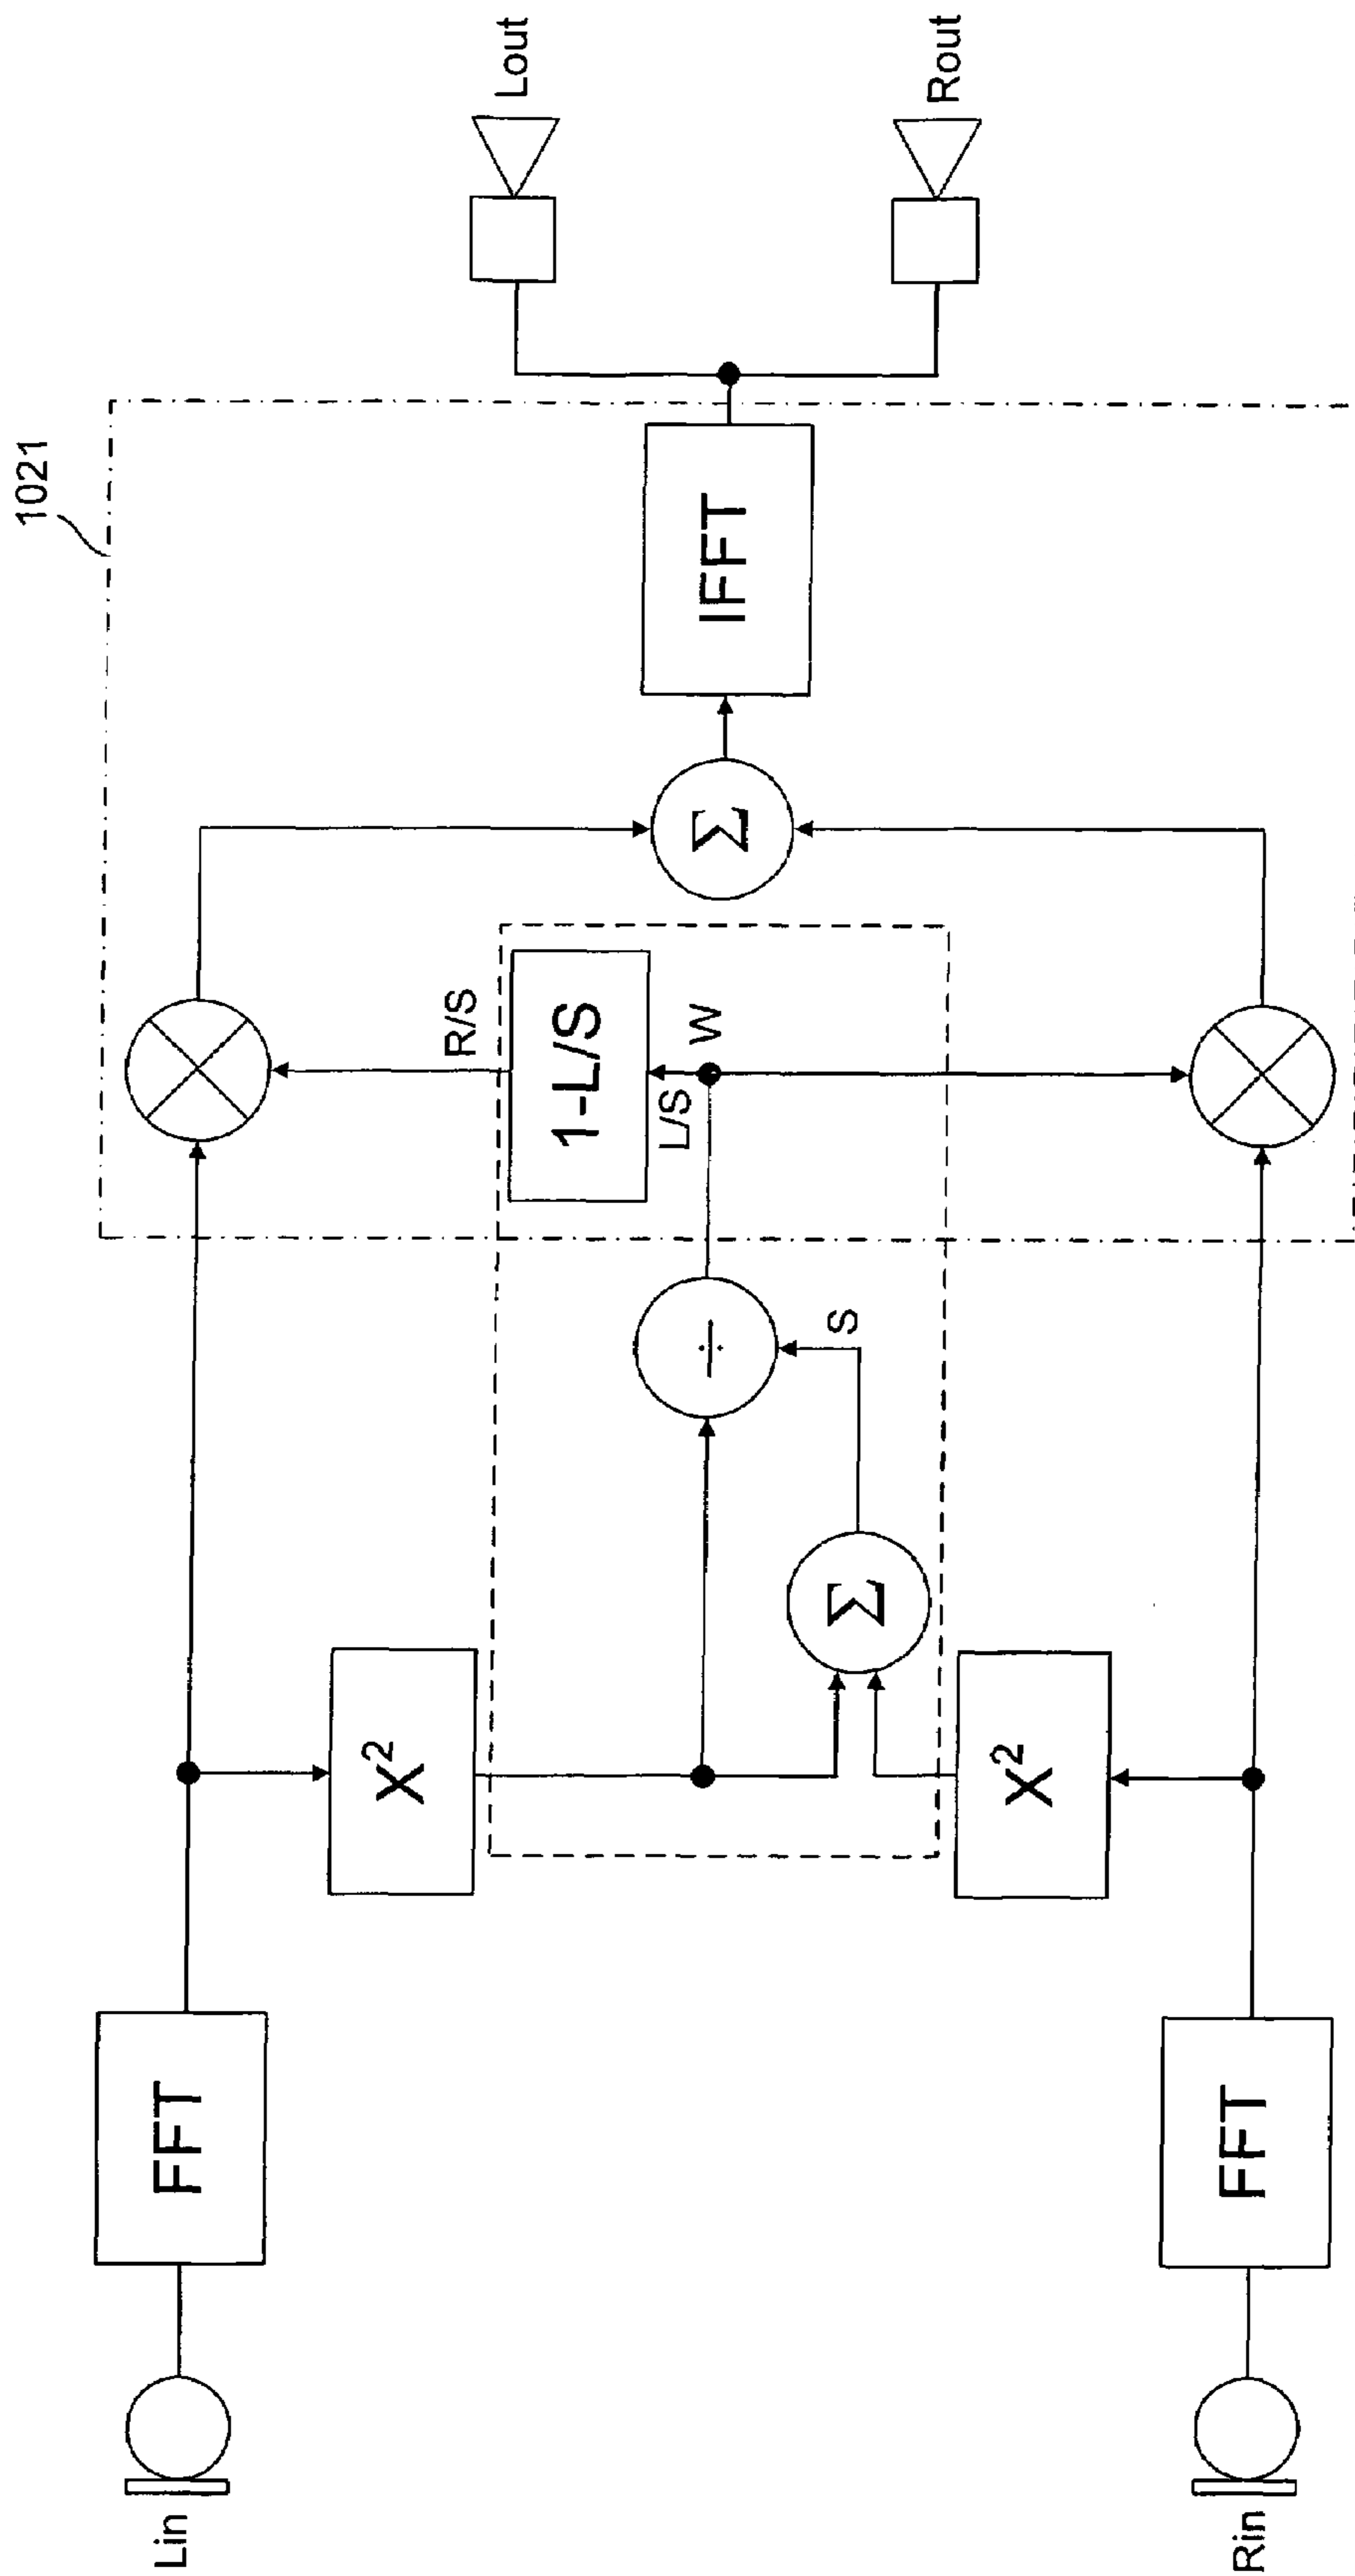 Lin
FFT
X²
1021
R/S
1-L/S
L/S
W
÷
S
Σ
Σ
IFFT
Lout
Rout
X²
FFT
Rin